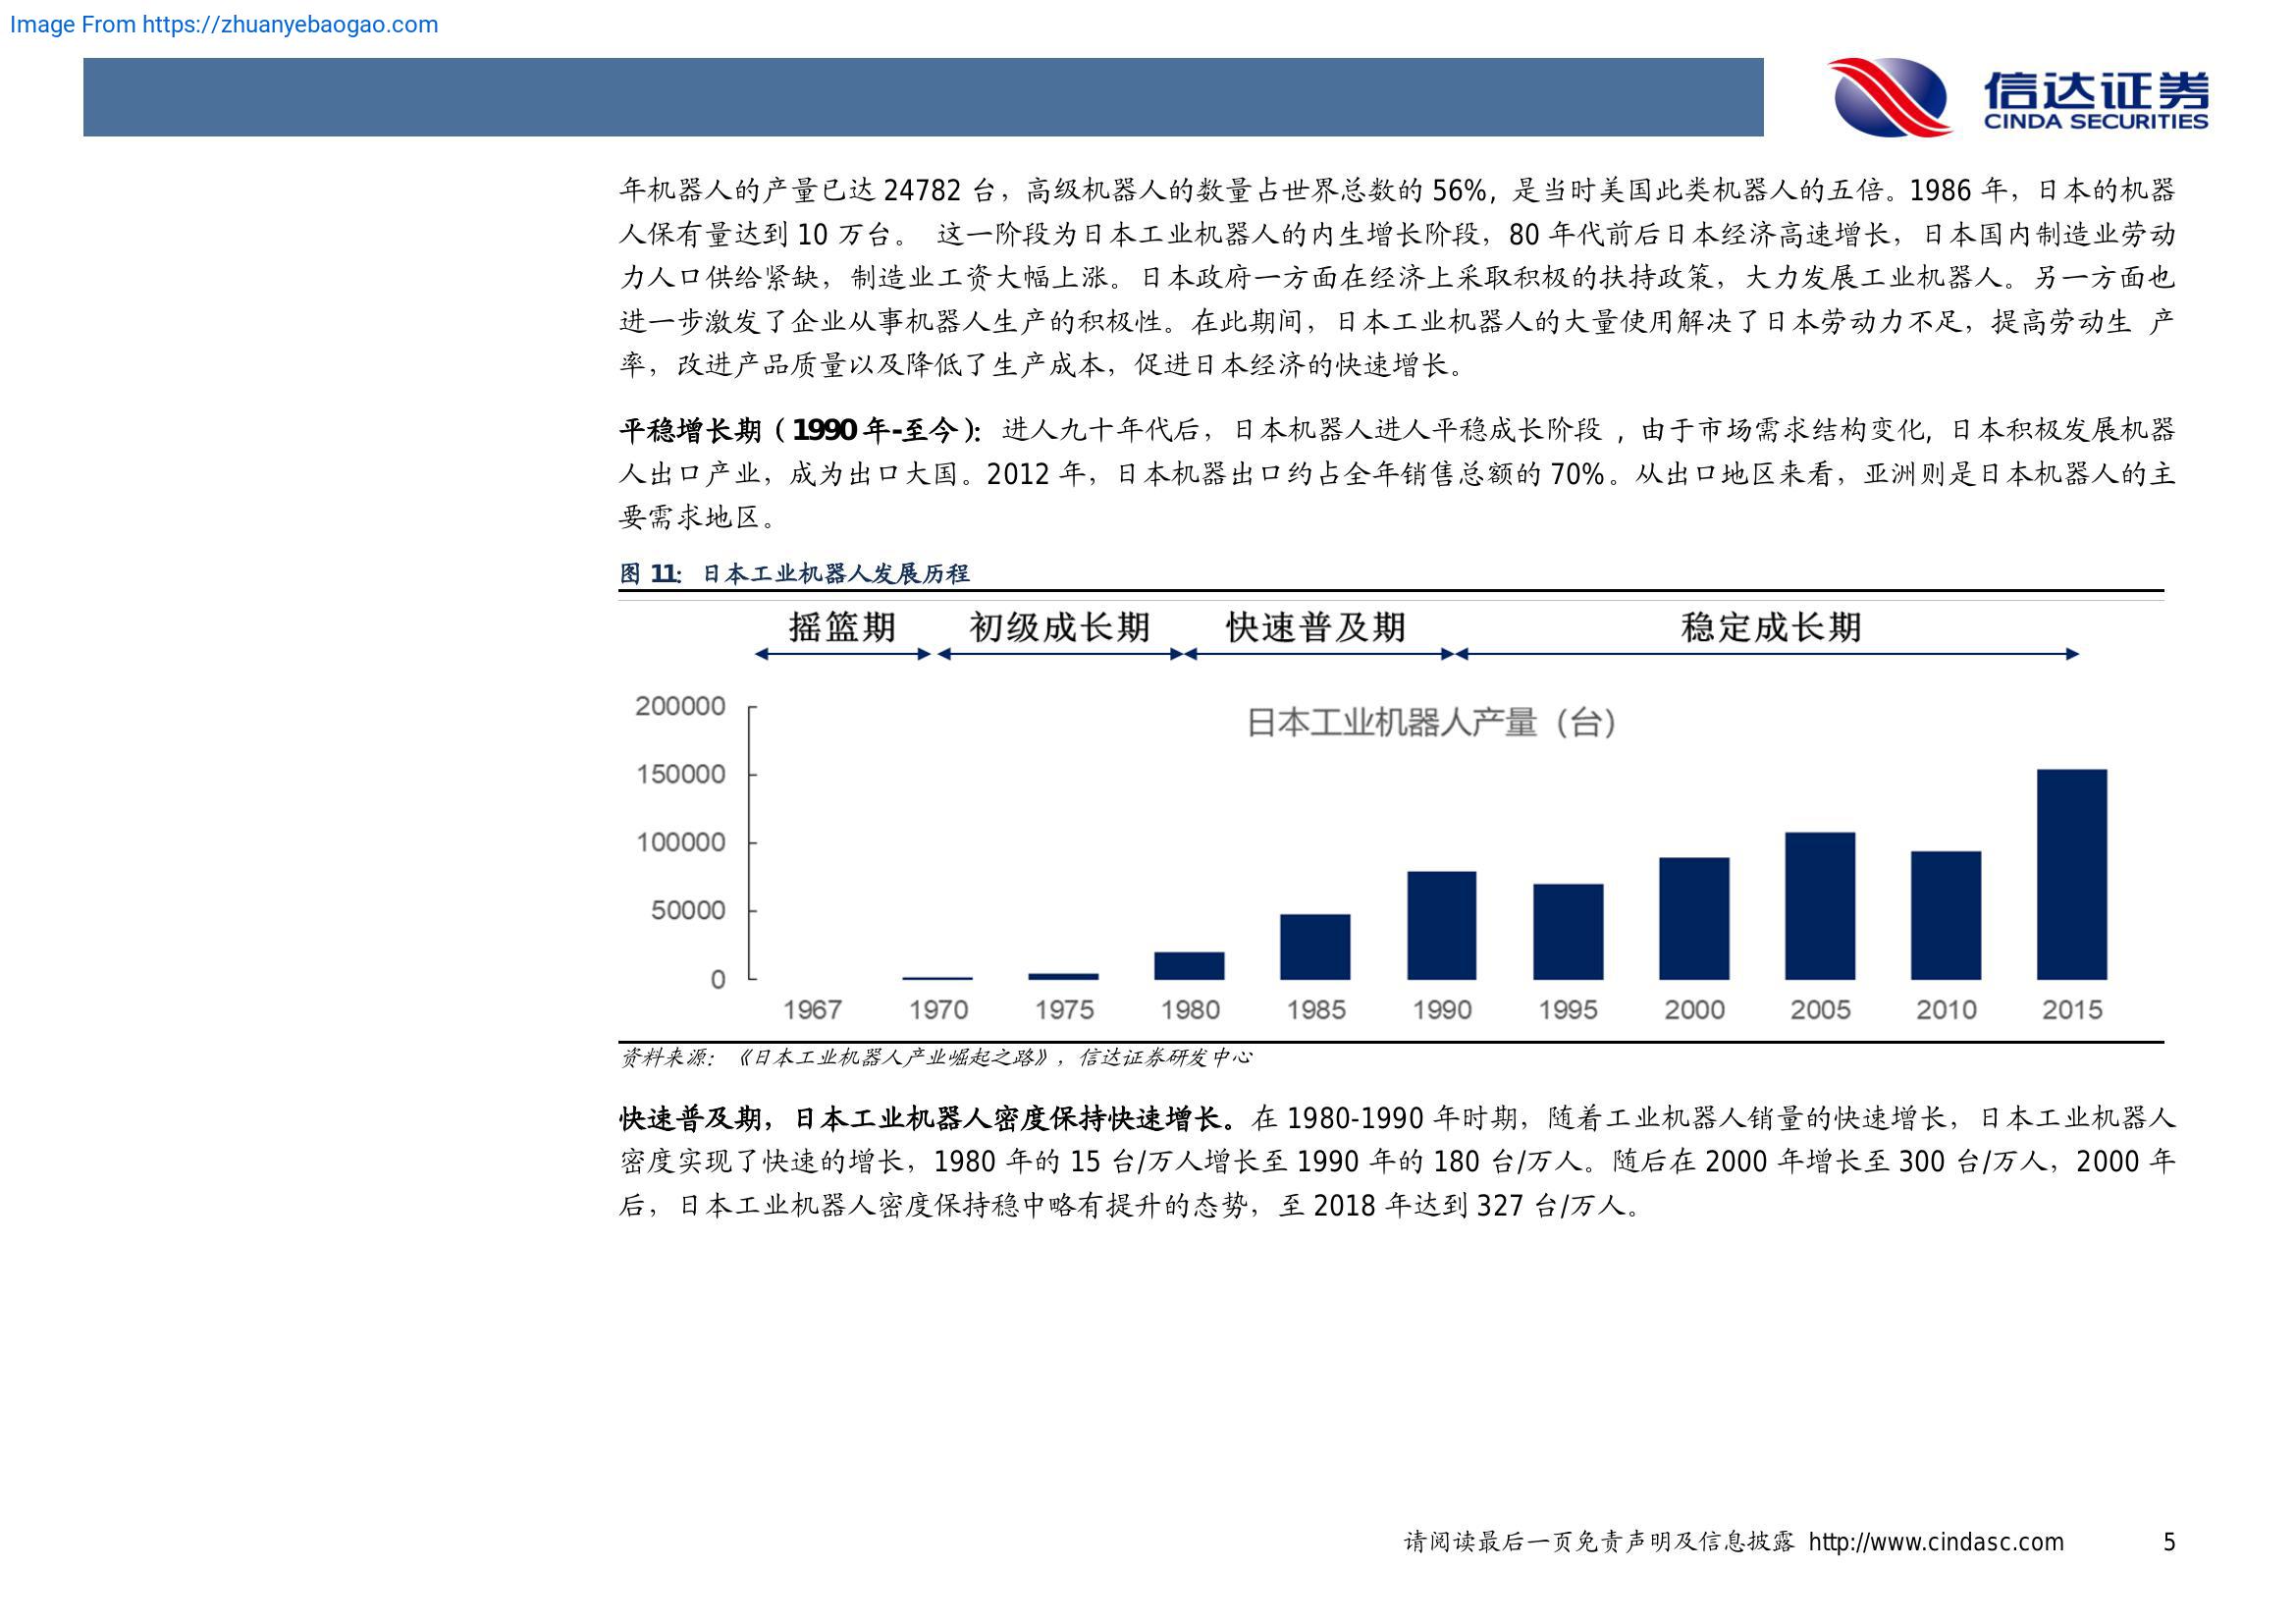 Image From https://zhuanyebaogao.com
信达证券
CINDA SECURITIES
年机器人的产量已达 24782 台，高级机器人的数量占世界总数的 56%, 是当时美国此类机器人的五倍。1986 年，日本的机器
人保有量达到 10 万台。 这一阶段为日本工业机器人的内生增长阶段，80 年代前后日本经济高速增长，日本国内制造业劳动
力人口供给紧缺，制造业工资大幅上涨。日本政府一方面在经济上采取积极的扶持政策，大力发展工业机器人。另一方面也
进一步激发了企业从事机器人生产的积极性。在此期间，日本工业机器人的大量使用解决了日本劳动力不足，提高劳动生 产
率，改进产品质量以及降低了生产成本，促进日本经济的快速增长。
平稳增长期（1990 年-至今）：进人九十年代后，日本机器人进人平稳成长阶段 , 由于市场需求结构变化, 日本积极发展机器
人出口产业，成为出口大国。2012 年，日本机器出口约占全年销售总额的 70%。从出口地区来看，亚洲则是日本机器人的主
要需求地区。
图 11：日本工业机器人发展历程
摇篮期 初级成长期 快速普及期 稳定成长期
日本工业机器人产量（台）
200000
150000
100000
50000
0
1967 1970 1975 1980 1985 1990 1995 2000 2005 2010 2015
资料来源：《日本工业机器人产业崛起之路》，信达证券研发中心
快速普及期，日本工业机器人密度保持快速增长。在 1980-1990 年时期，随着工业机器人销量的快速增长，日本工业机器人
密度实现了快速的增长，1980 年的 15 台/万人增长至 1990 年的 180 台/万人。随后在 2000 年增长至 300 台/万人，2000 年
后，日本工业机器人密度保持稳中略有提升的态势，至 2018 年达到 327 台/万人。
请阅读最后一页免责声明及信息披露 http://www.cindasc.com 5